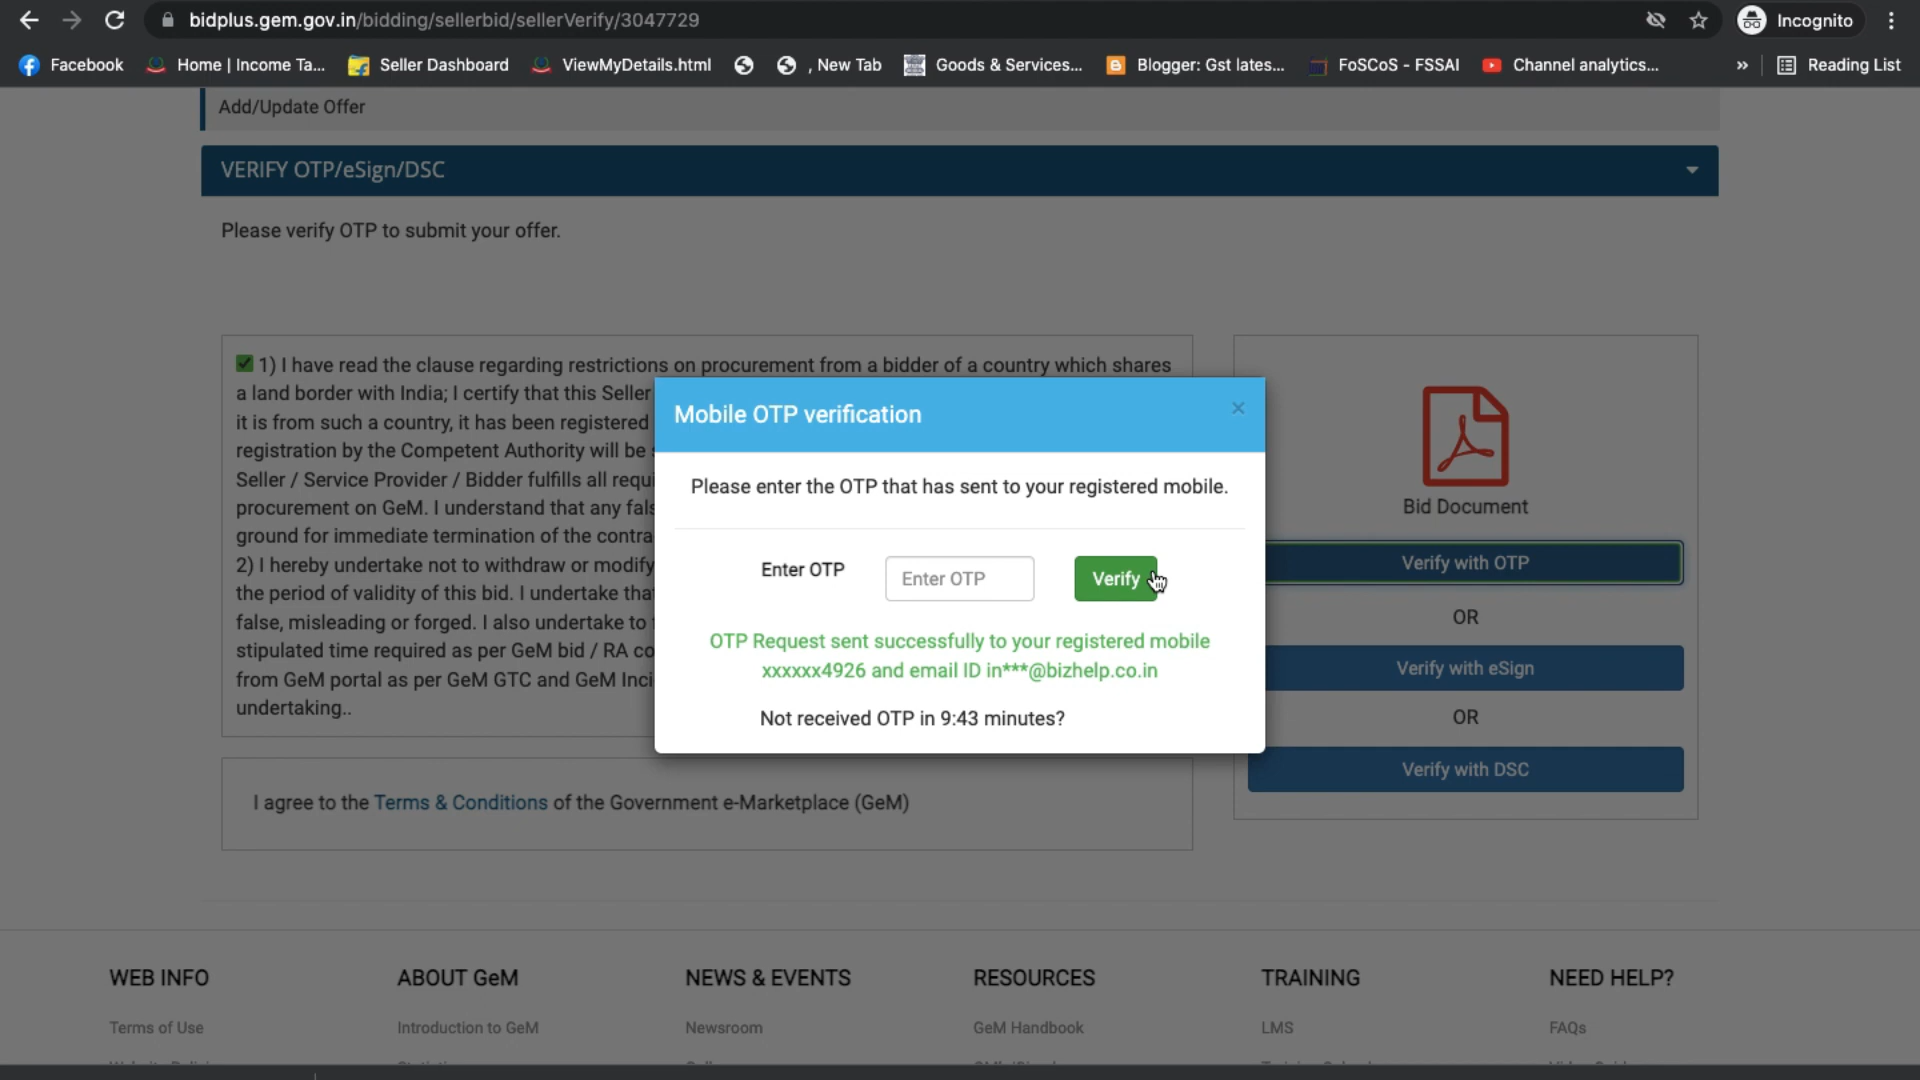 bidplus.gem.gov.in/bidding/sellerbid/sellerVerify/3047729
Incognito
Facebook
Home | Income Ta...
Seller Dashboard
ViewMyDetails.html
, New Tab
Goods & Services...
Blogger: Gst lates...
FoSCoS - FSSAI
Channel analytics...
»
Reading List
Add/Update Offer
VERIFY OTP/eSign/DSC
Please verify OTP to submit your offer.
1) I have read the clause regarding restrictions on procurement from a bidder of a country which shares
a land border with India; I certify that this Seller
it is from such a country, it has been registered
registration by the Competent Authority will be
Seller / Service Provider / Bidder fulfills all requi
procurement on GeM. I understand that any fals
ground for immediate termination of the contra
2) I hereby undertake not to withdraw or modify
the period of validity of this bid. I undertake tha
false, misleading or forged. I also undertake to
stipulated time required as per GeM bid / RA co
from GeM portal as per GeM GTC and GeM Inci
undertaking..
Mobile OTP verification
×
Please enter the OTP that has sent to your registered mobile.
Enter OTP
Enter OTP
Verify
OTP Request sent successfully to your registered mobile
xxxxxx4926 and email ID in***@bizhelp.co.in
Not received OTP in 9:43 minutes?
Bid Document
Verify with OTP
OR
Verify with eSign
OR
Verify with DSC
I agree to the Terms & Conditions of the Government e-Marketplace (GeM)
WEB INFO
ABOUT GeM
NEWS & EVENTS
RESOURCES
TRAINING
NEED HELP?
Terms of Use
Introduction to GeM
Newsroom
GeM Handbook
LMS
FAQs